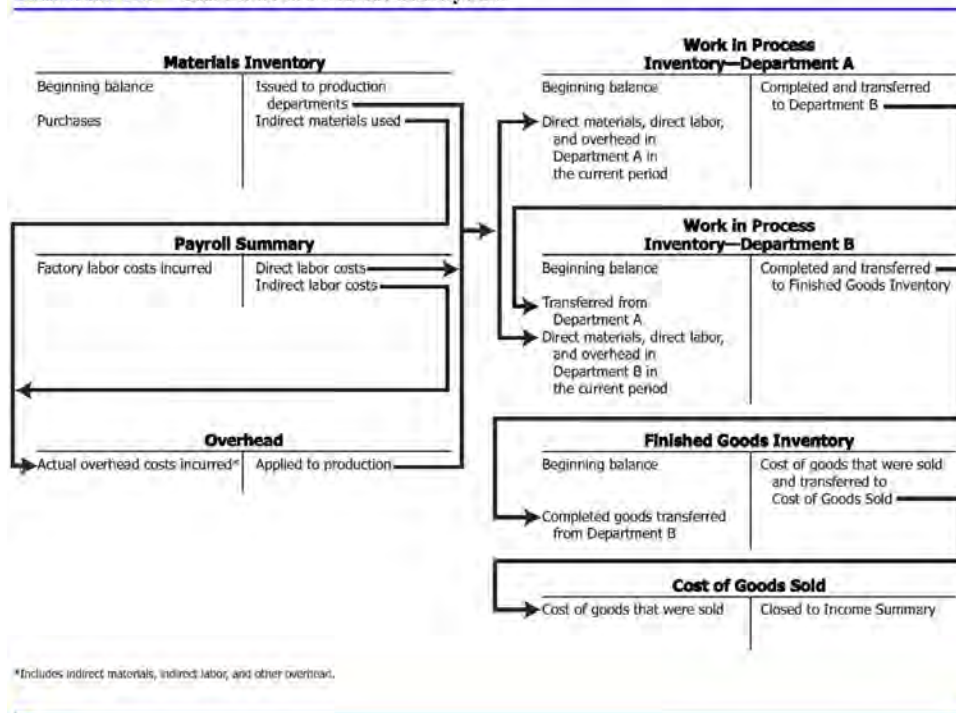 Materials Inventory
Beginning balance
Purchases
Issued to production
departments
Indirect materials used
Payroll Summary
Factory labor costs incurred
Direct labor costs
Indirect labor costs
Overhead
Actual overhead costs incurred*
Applied to production
Work in Process
Inventory—Department A
Beginning balance
Direct materials, direct labor,
and overhead in
Department A in
the current period
Completed and transferred
to Department B
Work in Process
Inventory—Department B
Beginning balance
Transferred from
Department A
Direct materials, direct labor,
and overhead in
Department B in
the current period
Completed and transferred
to Finished Goods Inventory
Finished Goods Inventory
Beginning balance
Completed goods transferred
from Department B
Cost of goods that were sold
and transferred to
Cost of Goods Sold
Cost of Goods Sold
Cost of goods that were sold
Closed to Income Summary
*Includes indirect materials, indirect labor, and other overhead.